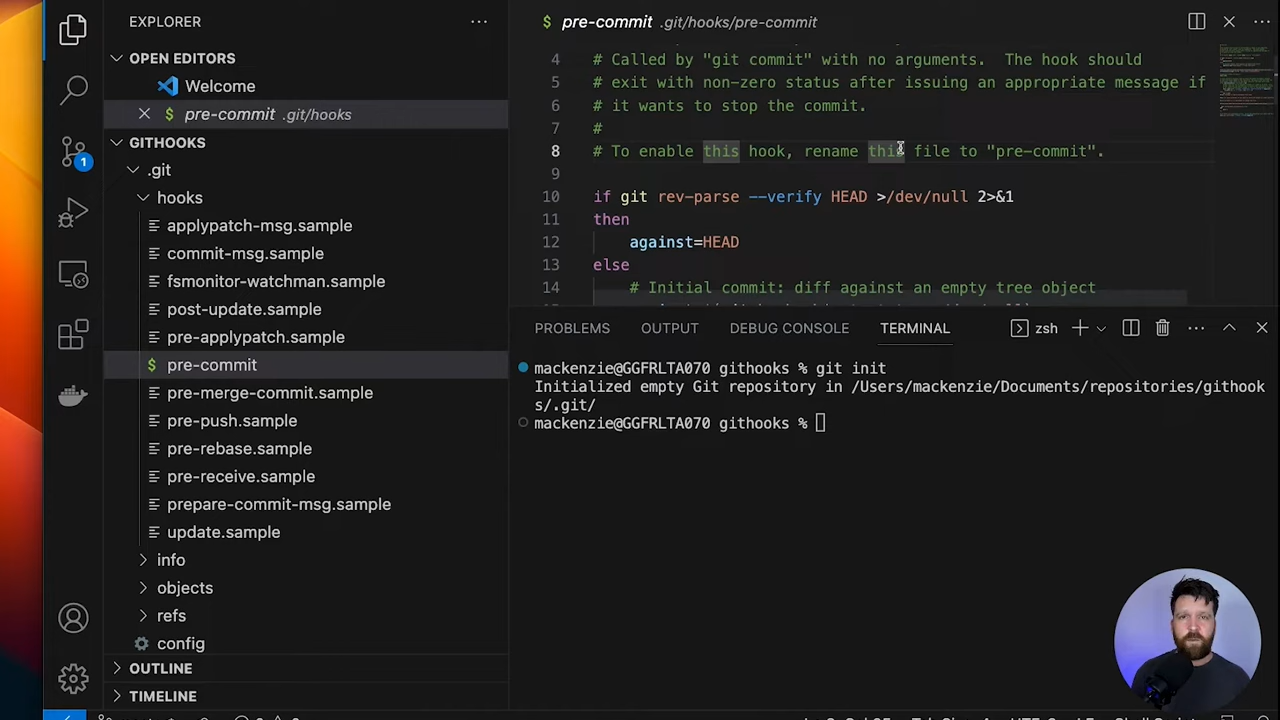 EXPLORER
OPEN EDITORS
Welcome
pre-commit .git/hooks
GITHOOKS
.git
hooks
applypatch-msg.sample
commit-msg.sample
fsmonitor-watchman.sample
post-update.sample
pre-applypatch.sample
$ pre-commit
pre-merge-commit.sample
pre-push.sample
pre-rebase.sample
pre-receive.sample
prepare-commit-msg.sample
update.sample
info
objects
refs
config
OUTLINE
TIMELINE
1
$ pre-commit .git/hooks/pre-commit
4 # Called by "git commit" with no arguments.  The hook should
5 # exit with non-zero status after issuing an appropriate message if
6 # it wants to stop the commit.
7 #
8 # To enable this hook, rename this file to "pre-commit".
9
10 if git rev-parse --verify HEAD >/dev/null 2>&1
11 then
12 against=HEAD
13 else
14 # Initial commit: diff against an empty tree object
PROBLEMS OUTPUT DEBUG CONSOLE TERMINAL zsh
mackenzie@GGFRLTA070 githooks % git init
Initialized empty Git repository in /Users/mackenzie/Documents/repositories/githook
s/.git/
mackenzie@GGFRLTA070 githooks %